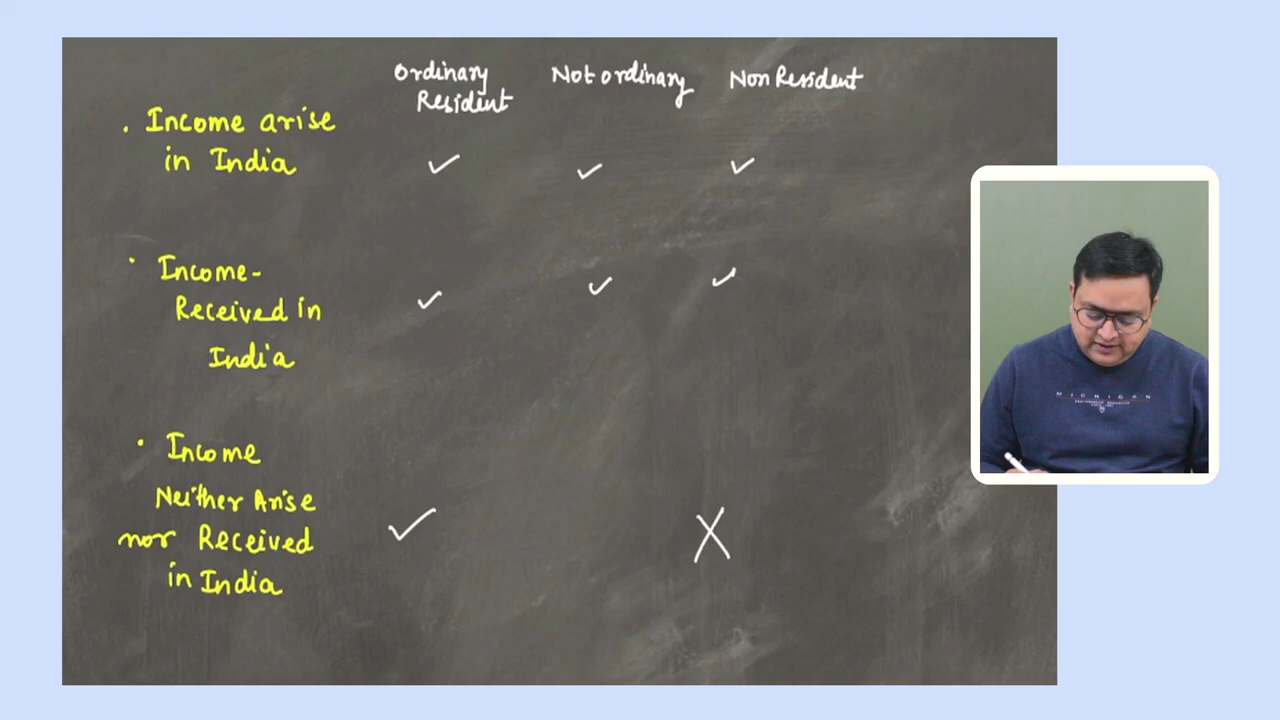 Ordinary
Resident
Not ordinary
Non Resident
. Income arise
in India
✓ ✓ ✓
· Income-
Received in
India
✓ ✓ ✓
· Income
Neither Arise
nor Received
in India
✓ X
MICHIGAN